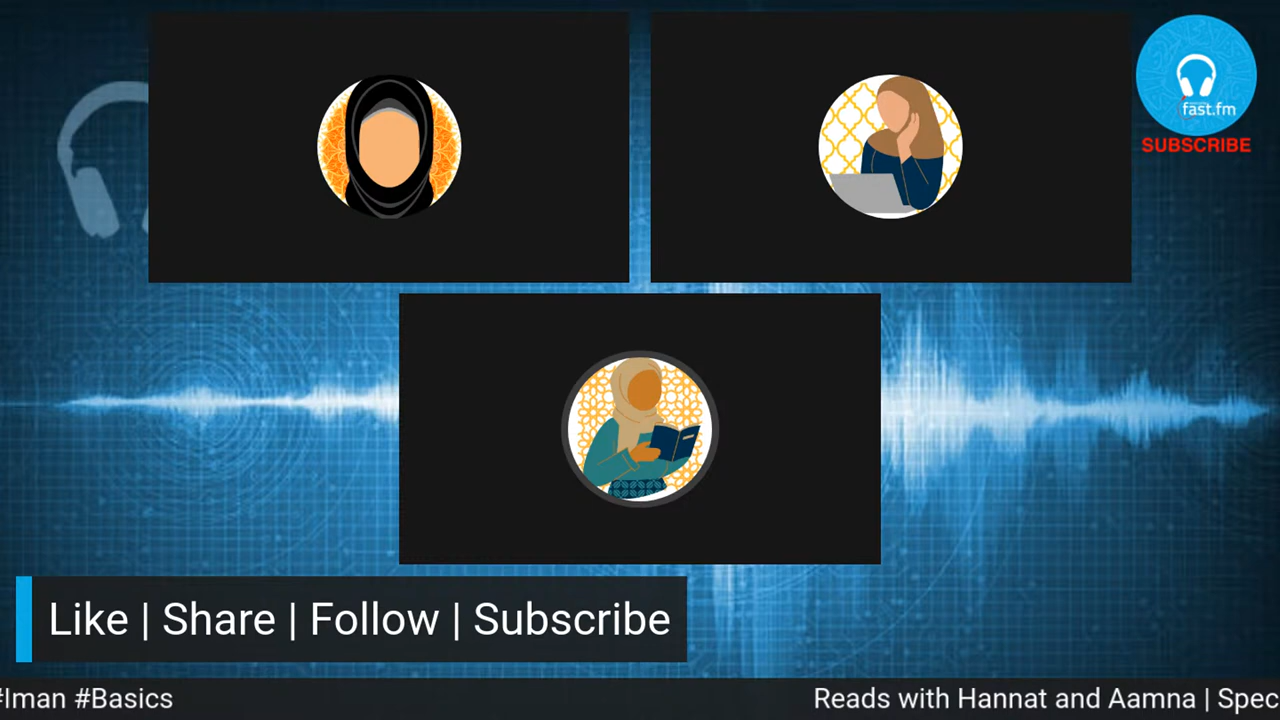 fast.fm
SUBSCRIBE
Like | Share | Follow | Subscribe
#Iman #Basics
Reads with Hannat and Aamna | Spec